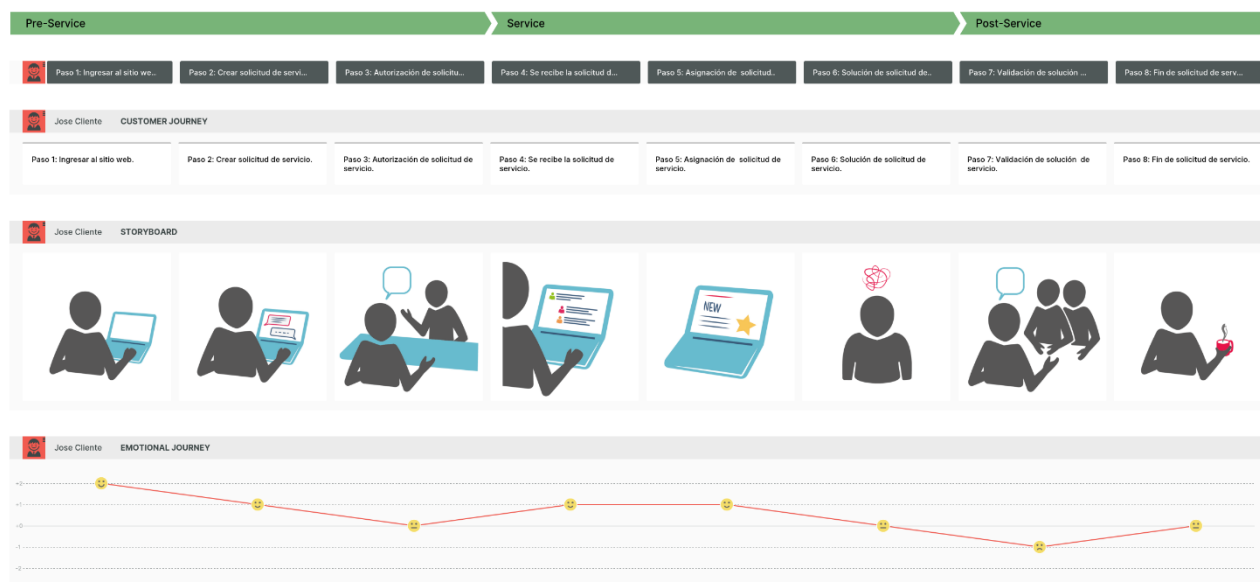 Pre-Service
Service
Post-Service
Paso 1: Ingresar al sitio we...
Paso 2: Crear solicitud de servi...
Paso 3: Autorización de solicitu...
Paso 4: Se recibe la solicitud d...
Paso 5: Asignación de solicitud..
Paso 6: Solución de solicitud de..
Paso 7: Validación de solución ...
Paso 8: Fin de solicitud de serv...
Jose Cliente CUSTOMER JOURNEY
Paso 1: Ingresar al sitio web.
Paso 2: Crear solicitud de servicio.
Paso 3: Autorización de solicitud de
servicio.
Paso 4: Se recibe la solicitud de
servicio.
Paso 5: Asignación de solicitud de
servicio.
Paso 6: Solución de solicitud de
servicio.
Paso 7: Validación de solución de
servicio.
Paso 8: Fin de solicitud de servicio.
Jose Cliente STORYBOARD
NEW
Jose Cliente EMOTIONAL JOURNEY
+2
+1
+0
-1
-2